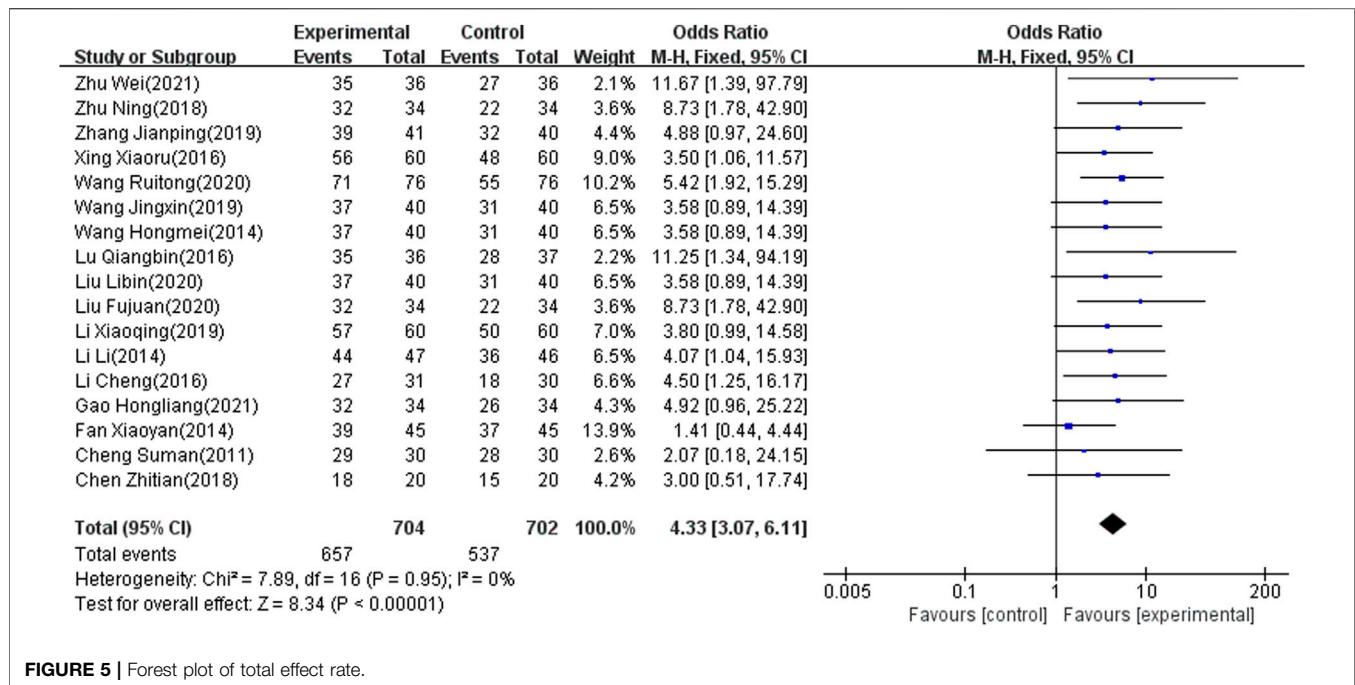 Experimental Control Odds Ratio Odds Ratio
Study or Subgroup Events Total Events Total Weight M-H, Fixed, 95% CI M-H, Fixed, 95% CI
Zhu Wei(2021) 35 36 27 36 2.1% 11.67 [1.39, 97.79]
Zhu Ning(2018) 32 34 22 34 3.6% 8.73 [1.78, 42.90]
Zhang Jianping(2019) 39 41 32 40 4.4% 4.88 [0.97, 24.60]
Xing Xiaoru(2016) 56 60 48 60 9.0% 3.50 [1.06, 11.57]
Wang Ruitong(2020) 71 76 55 76 10.2% 5.42 [1.92, 15.29]
Wang Jingxin(2019) 37 40 31 40 6.5% 3.58 [0.89, 14.39]
Wang Hongmei(2014) 37 40 31 40 6.5% 3.58 [0.89, 14.39]
Lu Qiangbin(2016) 35 36 28 37 2.2% 11.25 [1.34, 94.19]
Liu Libin(2020) 37 40 31 40 6.5% 3.58 [0.89, 14.39]
Liu Fujuan(2020) 32 34 22 34 3.6% 8.73 [1.78, 42.90]
Li Xiaoqing(2019) 57 60 50 60 7.0% 3.80 [0.99, 14.58]
Li Li(2014) 44 47 36 46 6.5% 4.07 [1.04, 15.93]
Li Cheng(2016) 27 31 18 30 6.6% 4.50 [1.25, 16.17]
Gao Hongliang(2021) 32 34 26 34 4.3% 4.92 [0.96, 25.22]
Fan Xiaoyan(2014) 39 45 37 45 13.9% 1.41 [0.44, 4.44]
Cheng Suman(2011) 29 30 28 30 2.6% 2.07 [0.18, 24.15]
Chen Zhitian(2018) 18 20 15 20 4.2% 3.00 [0.51, 17.74]
Total (95% CI) 704 702 100.0% 4.33 [3.07, 6.11]
Total events 657 537
Heterogeneity: Chi² = 7.89, df = 16 (P = 0.95); I² = 0%
Test for overall effect: Z = 8.34 (P < 0.00001)
0.005 0.1 1 10 200
Favours [control] Favours [experimental]
FIGURE 5 | Forest plot of total effect rate.